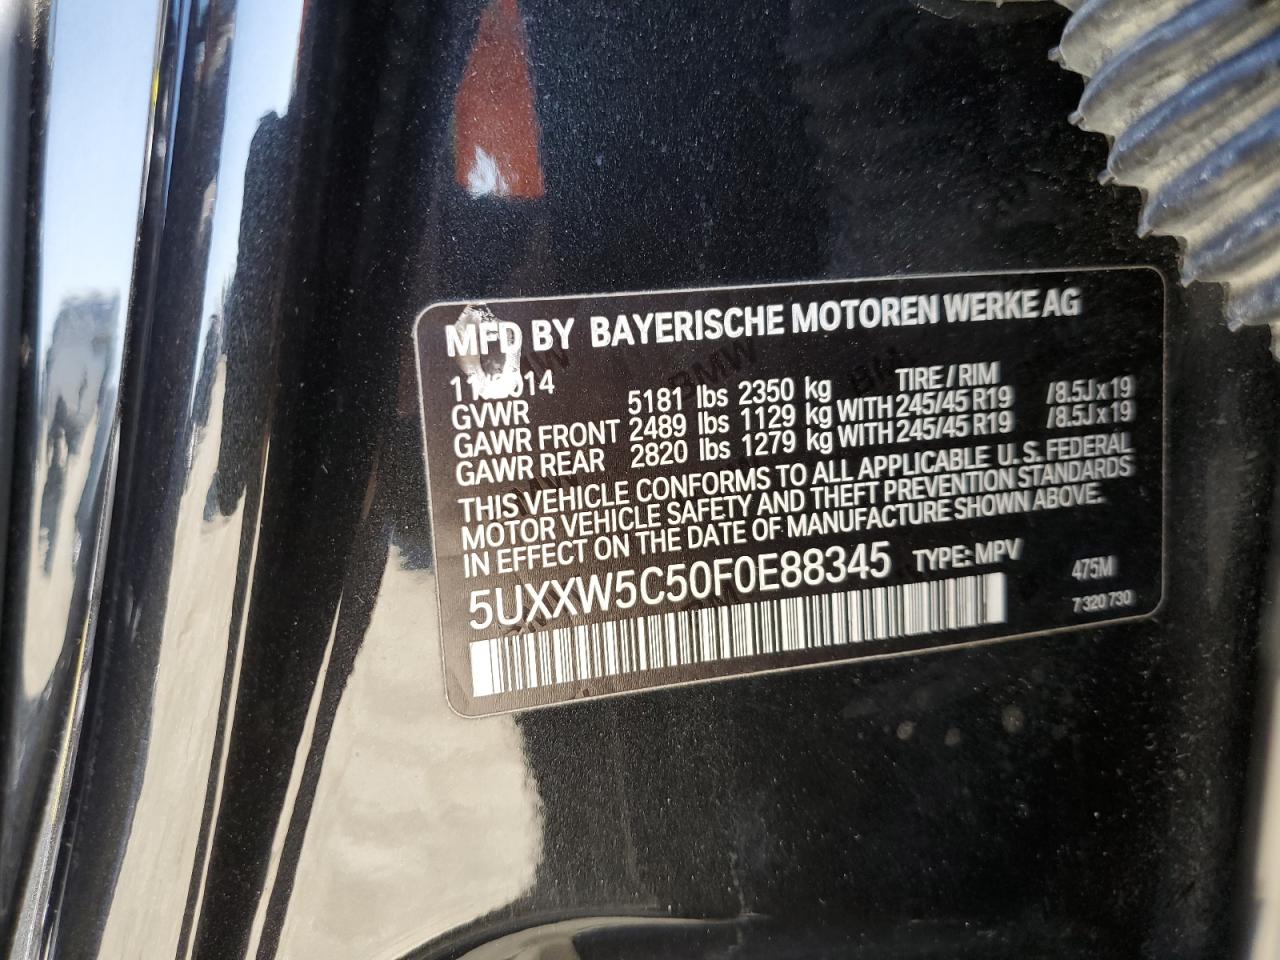 MFD BY BAYERISCHE MOTOREN WERKE AG
11/2014
TIRE / RIM
GVWR 5181 lbs 2350 kg
GAWR FRONT 2489 lbs 1129 kg WITH 245/45 R19 / 8.5J x 19
GAWR REAR 2820 lbs 1279 kg WITH 245/45 R19 / 8.5J x 19
THIS VEHICLE CONFORMS TO ALL APPLICABLE U.S. FEDERAL
MOTOR VEHICLE SAFETY AND THEFT PREVENTION STANDARDS
IN EFFECT ON THE DATE OF MANUFACTURE SHOWN ABOVE.
5UXXW5C50F0E88345 TYPE: MPV 475M
7 320 730